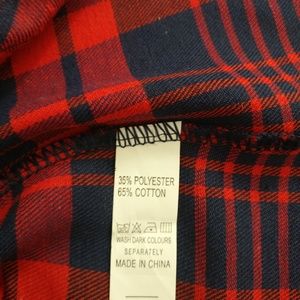 35% POLYESTER
65% COTTON
WASH DARK COLOURS
SEPARATELY
MADE IN CHINA